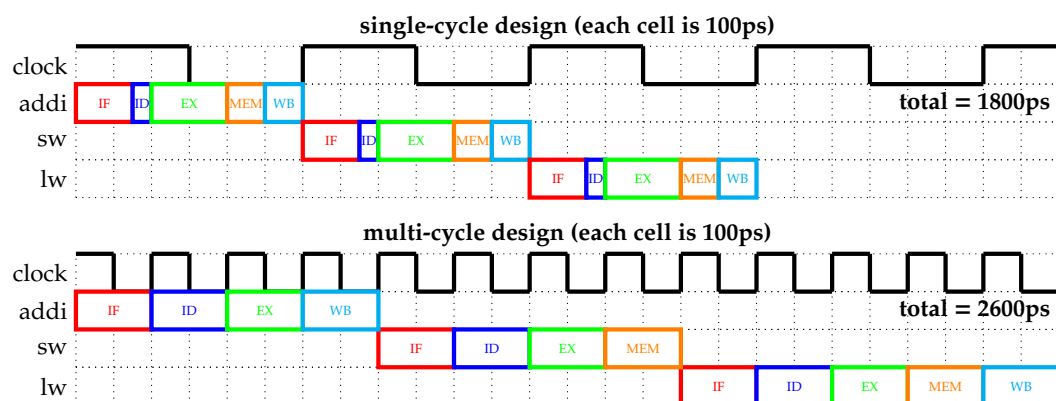 single-cycle design (each cell is 100ps)
clock
addi IF ID EX MEM WB total = 1800ps
sw IF ID EX MEM WB
lw IF ID EX MEM WB
multi-cycle design (each cell is 100ps)
clock
addi IF ID EX WB total = 2600ps
sw IF ID EX MEM
lw IF ID EX MEM WB